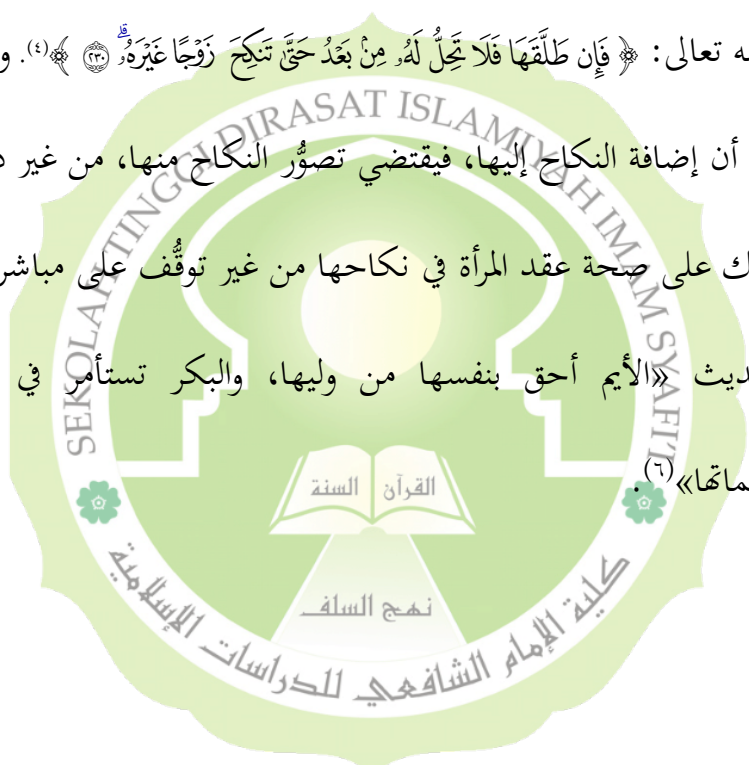 ه تعالى: ﴿ فَإِن طَلَّقَهَا فَلَا تَحِلُّ لَهُۥ مِنۢ بَعْدُ حَتَّىٰ تَنكِحَ زَوْجًا غَيْرَهُۥۗ ٢٣٠ ﴾(٤). و
أن إضافة النكاح إليها، فيقتضي تصوُّر النكاح منها، من غير
ك على صحة عقد المرأة في نكاحها من غير توقُّف على مباشر
ديث «الأيم أحق بنفسها من وليها، والبكر تستأمر في
ماتها»(٦).
SEKOLAH TINGGI DIRASAT ISLAMIYAH IMAM SYAFI'I
القرآن السنة
نهج السلف
كلية الإمام الشافعي للدراسات الإسلامية